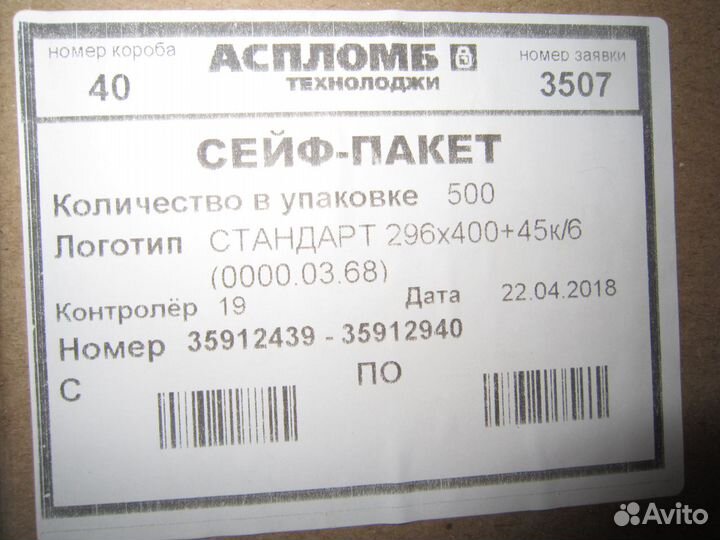 номер короба
40
АСПЛОМБ
ТЕХНОЛОДЖИ
номер заявки
3507
СЕЙФ-ПАКЕТ
Количество в упаковке 500
Логотип СТАНДАРТ 296х400+45к/6
(0000.03.68)
Контролёр 19 Дата 22.04.2018
Номер 35912439 - 35912940
С ПО
Avito